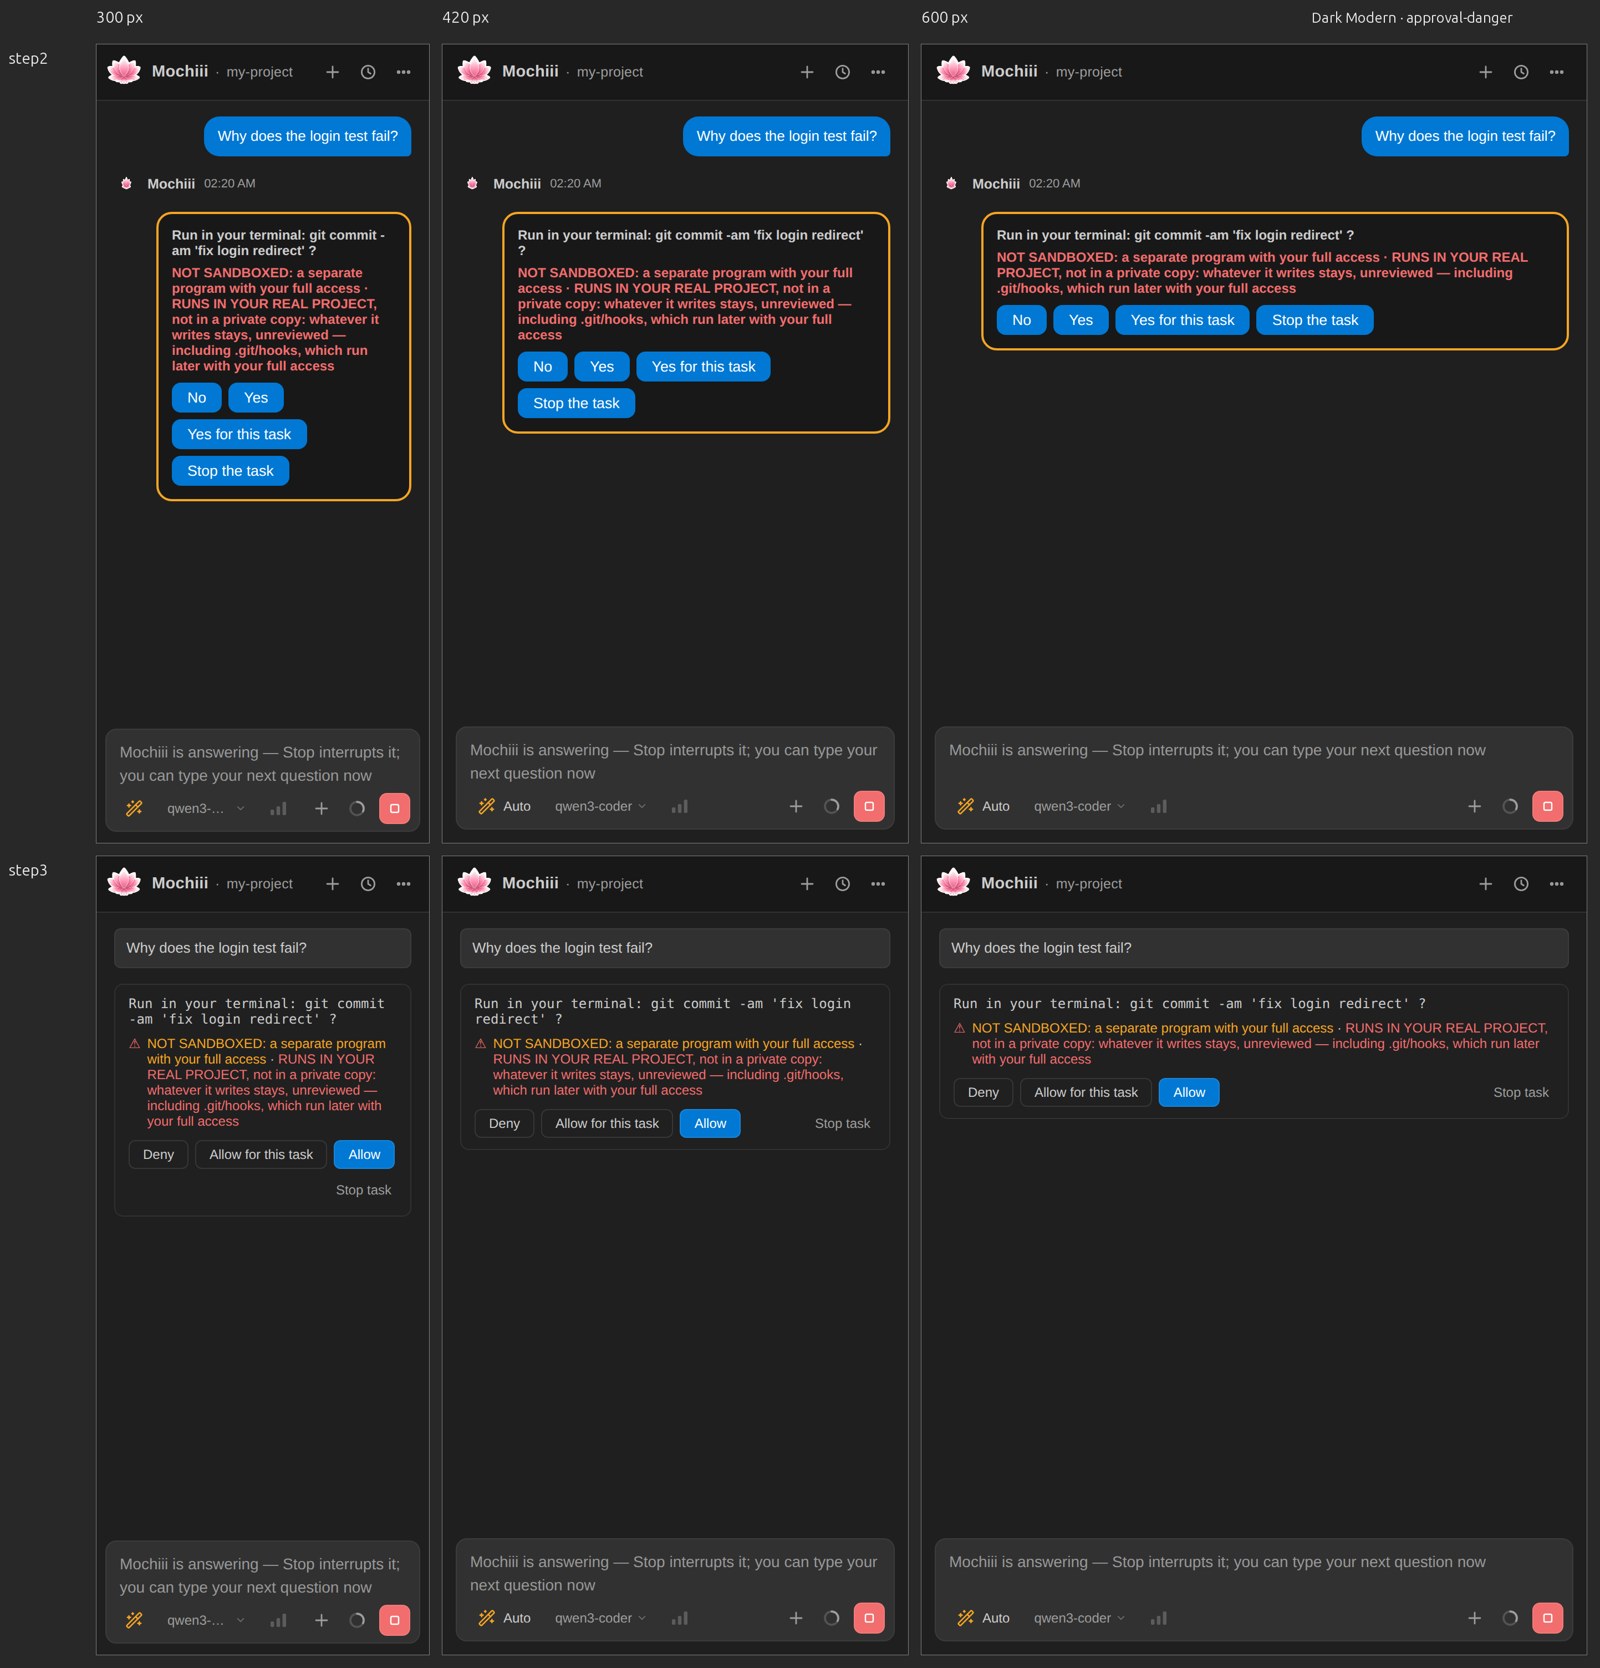 300 px
420 px
600 px
Dark Modern · approval-danger
step2
Mochiii · my-project
Why does the login test fail?
Mochiii 02:20 AM
Run in your terminal: git commit -
am 'fix login redirect' ?
NOT SANDBOXED: a separate
program with your full access ·
RUNS IN YOUR REAL PROJECT,
not in a private copy: whatever it
writes stays, unreviewed —
including .git/hooks, which run
later with your full access
No
Yes
Yes for this task
Stop the task
Mochiii is answering — Stop interrupts it;
you can type your next question now
qwen3-...
Mochiii · my-project
Why does the login test fail?
Mochiii 02:20 AM
Run in your terminal: git commit -am 'fix login redirect'
?
NOT SANDBOXED: a separate program with your full
access · RUNS IN YOUR REAL PROJECT, not in a
private copy: whatever it writes stays, unreviewed —
including .git/hooks, which run later with your full
access
No
Yes
Yes for this task
Stop the task
Mochiii is answering — Stop interrupts it; you can type your
next question now
Auto
qwen3-coder
Mochiii · my-project
Why does the login test fail?
Mochiii 02:20 AM
Run in your terminal: git commit -am 'fix login redirect' ?
NOT SANDBOXED: a separate program with your full access · RUNS IN YOUR REAL
PROJECT, not in a private copy: whatever it writes stays, unreviewed — including
.git/hooks, which run later with your full access
No
Yes
Yes for this task
Stop the task
Mochiii is answering — Stop interrupts it; you can type your next question now
Auto
qwen3-coder
step3
Mochiii · my-project
Why does the login test fail?
Run in your terminal: git commit
-am 'fix login redirect' ?
⚠ NOT SANDBOXED: a separate program
with your full access · RUNS IN YOUR
REAL PROJECT, not in a private copy:
whatever it writes stays, unreviewed —
including .git/hooks, which run later with
your full access
Deny
Allow for this task
Allow
Stop task
Mochiii is answering — Stop interrupts it;
you can type your next question now
qwen3-...
Mochiii · my-project
Why does the login test fail?
Run in your terminal: git commit -am 'fix login
redirect' ?
⚠ NOT SANDBOXED: a separate program with your full access ·
RUNS IN YOUR REAL PROJECT, not in a private copy:
whatever it writes stays, unreviewed — including .git/hooks,
which run later with your full access
Deny
Allow for this task
Allow
Stop task
Mochiii is answering — Stop interrupts it; you can type your
next question now
Auto
qwen3-coder
Mochiii · my-project
Why does the login test fail?
Run in your terminal: git commit -am 'fix login redirect' ?
⚠ NOT SANDBOXED: a separate program with your full access · RUNS IN YOUR REAL PROJECT,
not in a private copy: whatever it writes stays, unreviewed — including .git/hooks, which run later
with your full access
Deny
Allow for this task
Allow
Stop task
Mochiii is answering — Stop interrupts it; you can type your next question now
Auto
qwen3-coder